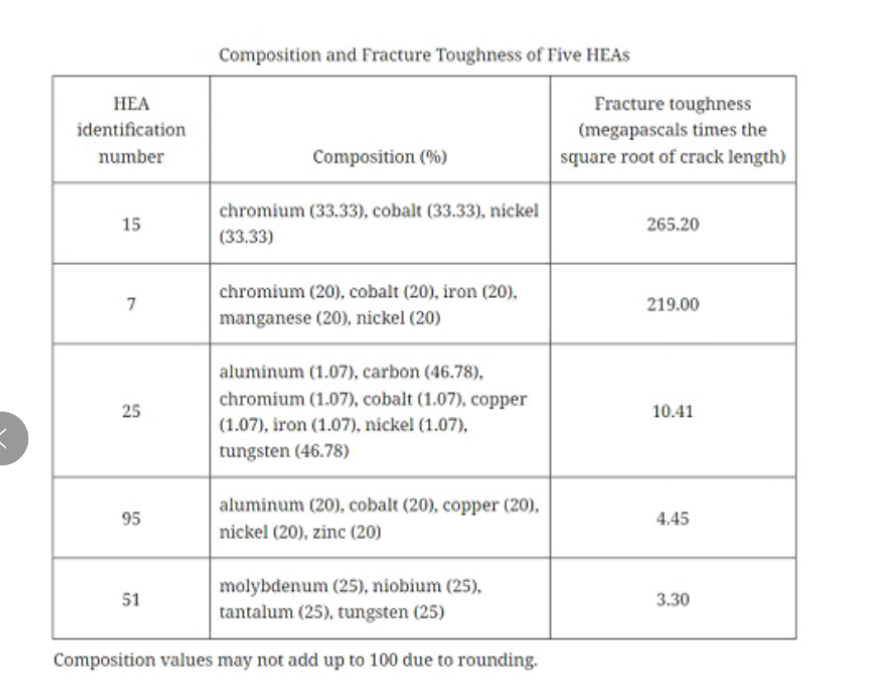 Composition and Fracture Toughness of Five HEAs
HEA
identification
number
Composition (%)
Fracture toughness
(megapascals times the
square root of crack length)
15
chromium (33.33), cobalt (33.33), nickel
(33.33)
265.20
7
chromium (20), cobalt (20), iron (20),
manganese (20), nickel (20)
219.00
25
aluminum (1.07), carbon (46.78),
chromium (1.07), cobalt (1.07), copper
(1.07), iron (1.07), nickel (1.07),
tungsten (46.78)
10.41
95
aluminum (20), cobalt (20), copper (20),
nickel (20), zinc (20)
4.45
51
molybdenum (25), niobium (25),
tantalum (25), tungsten (25)
3.30
Composition values may not add up to 100 due to rounding.